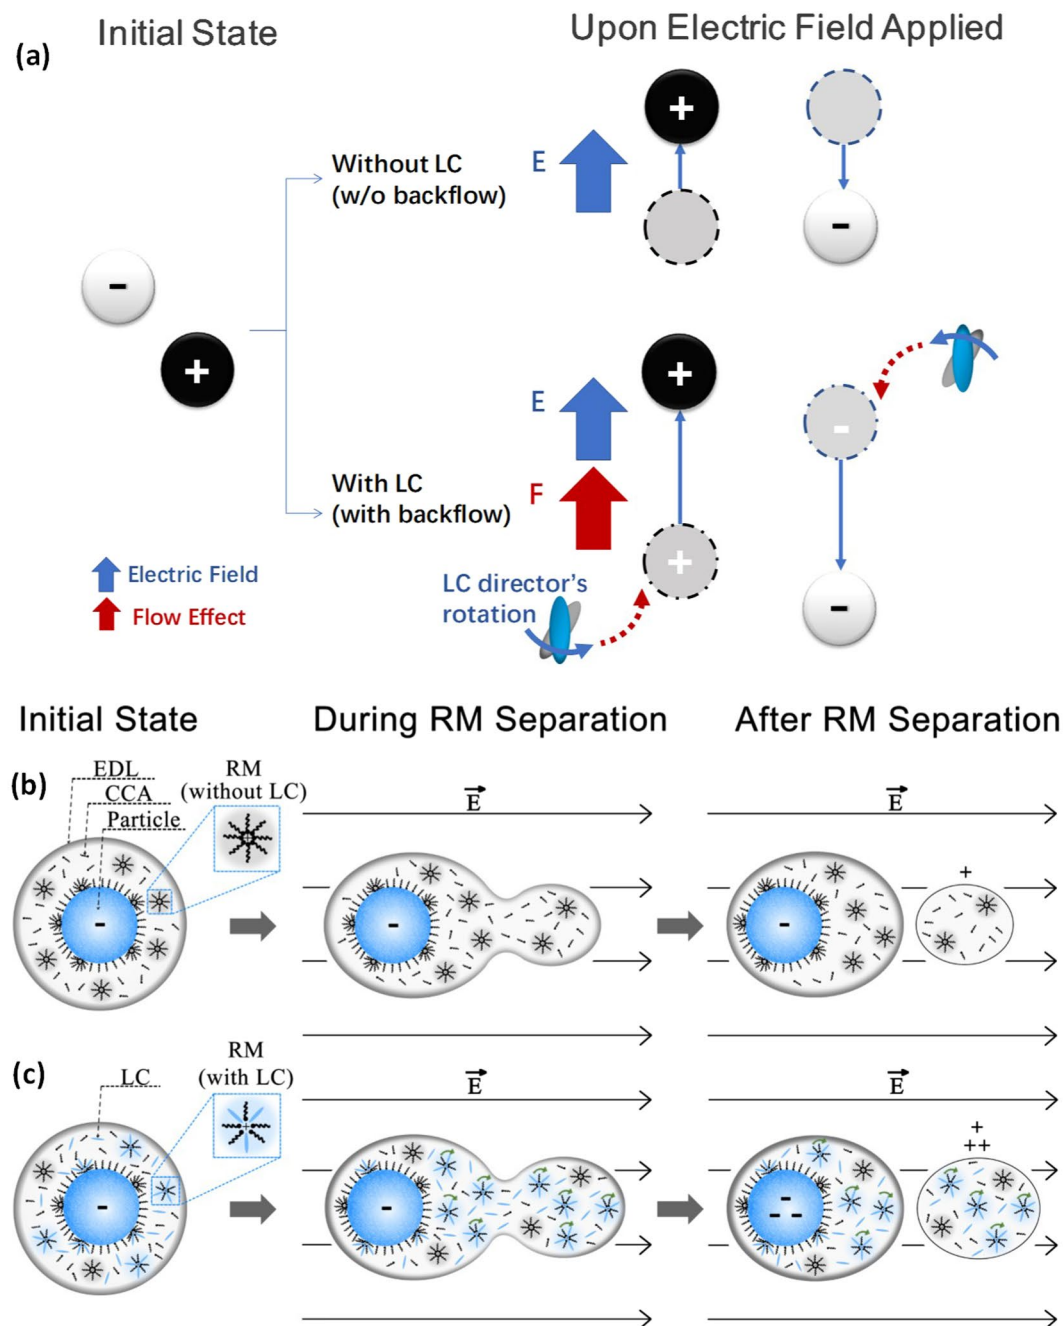 Initial State
Upon Electric Field Applied
(a)
+
Without LC
(w/o backflow)
E
-
-
+
+
E
-
With LC
(with backflow)
F
+
Electric Field
Flow Effect
LC director's
rotation
-
Initial State
During RM Separation
After RM Separation
(b)
EDL
CCA
Particle
RM
(without LC)
E
E
+
-
-
-
(c)
LC
RM
(with LC)
E
E
+
++
-
-
-
- -